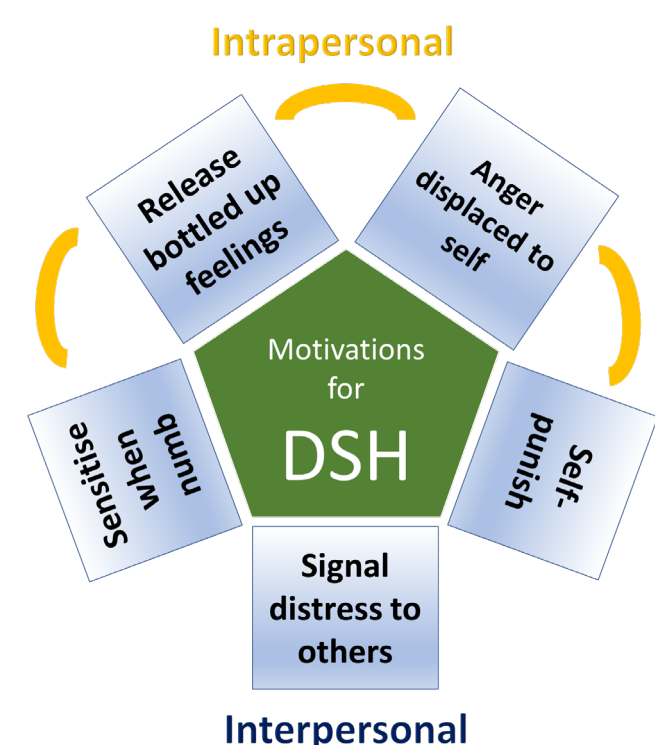 Intrapersonal
Release
bottled up
feelings
Anger
displaced to
self
Motivations
for
DSH
Sensitise
when
numb
Self-
punish
Signal
distress to
others
Interpersonal